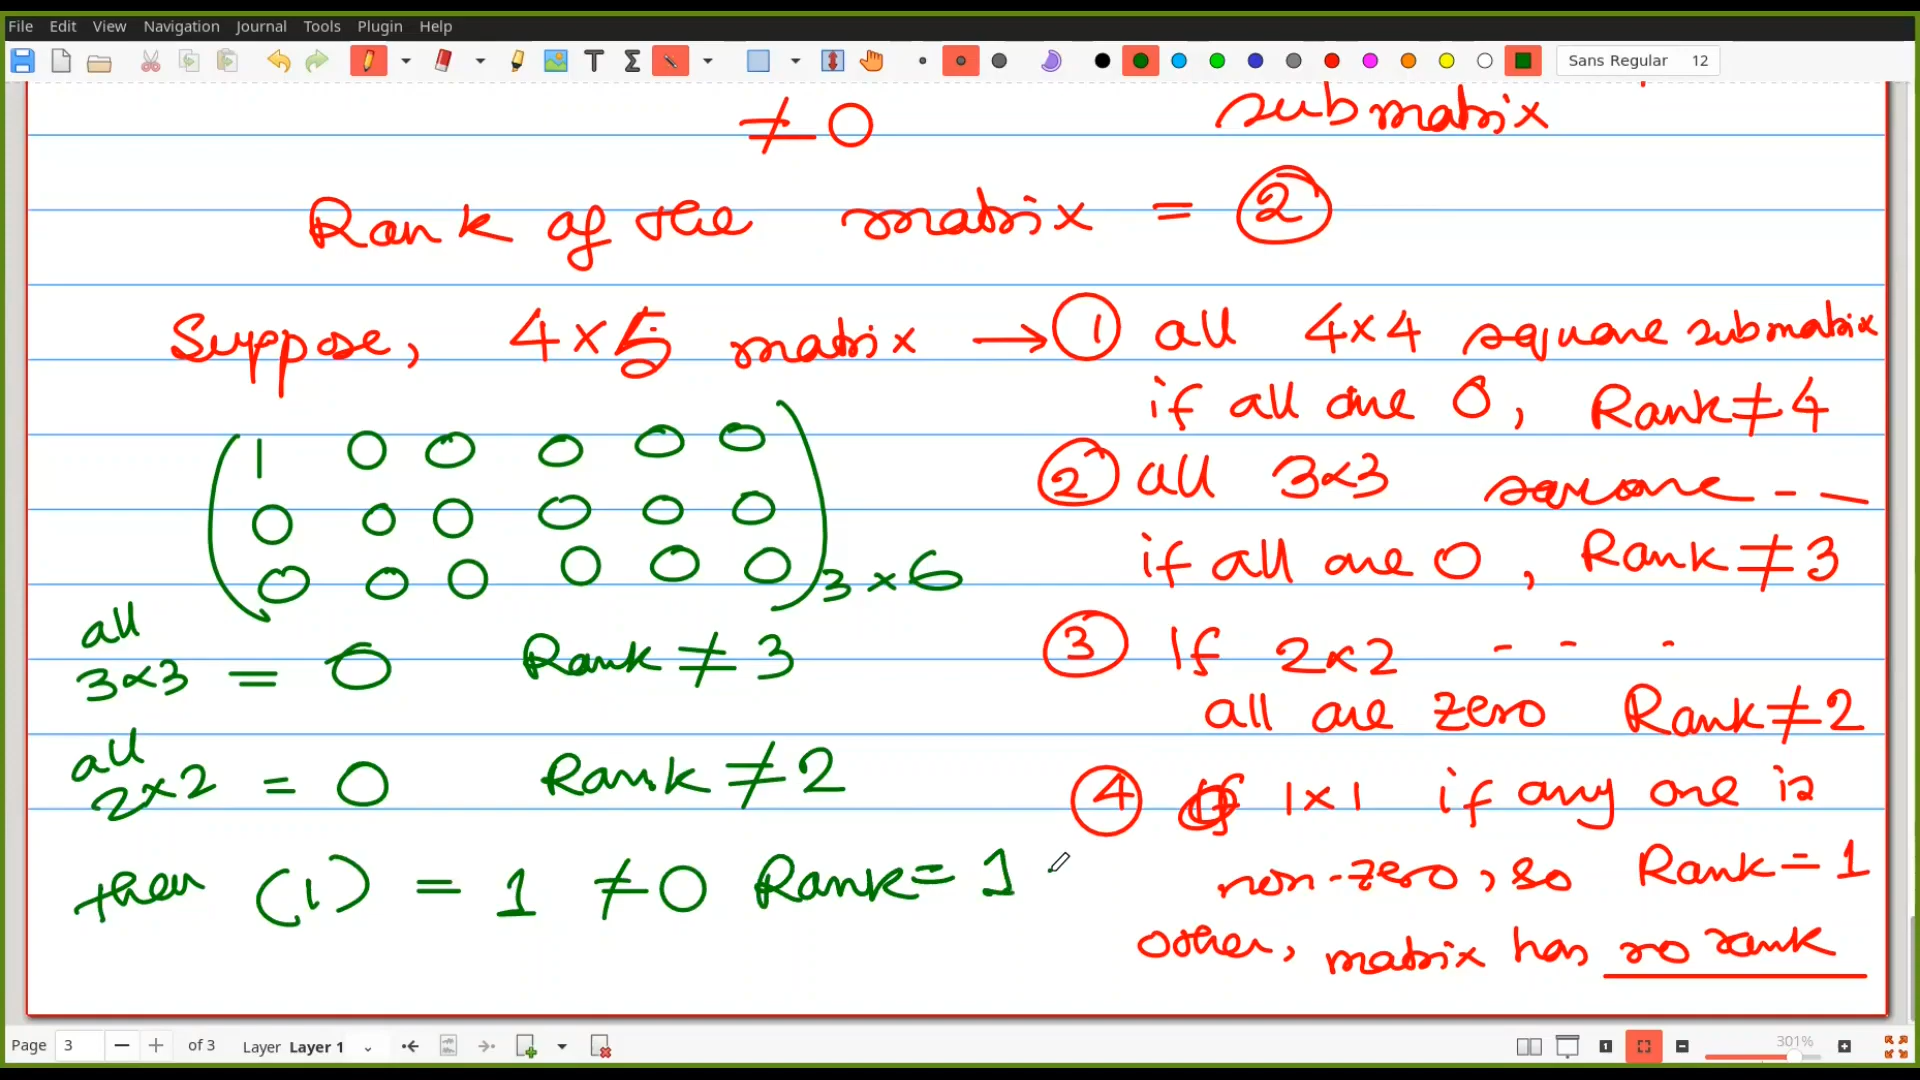 File Edit View Navigation Journal Tools Plugin Help
Sans Regular 12
≠ 0 submatrix
Rank of the matrix = 2
Suppose, 4×5 matrix → 1 all 4×4 square submatrix
if all are 0, Rank ≠ 4
2 all 3×3 square - - -
if all are 0, Rank ≠ 3
3 If 2×2 - - -
all are zero Rank ≠ 2
4 If 1×1 if any one is
non-zero, so Rank = 1
other, matrix has no rank
1 0 0 0 0 0
0 0 0 0 0 0
0 0 0 0 0 0 3×6
all
3×3 = 0 Rank ≠ 3
all
2×2 = 0 Rank ≠ 2
then (1) = 1 ≠ 0 Rank = 1
Page 3 of 3 Layer Layer 1 301%